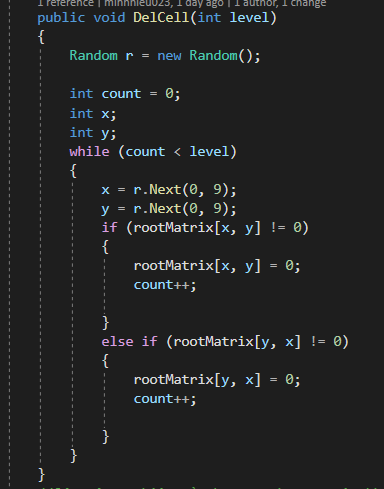 1 reference | minhhieu023, 1 day ago | 1 author, 1 change
public void DelCell(int level)
{
Random r = new Random();
int count = 0;
int x;
int y;
while (count < level)
{
x = r.Next(0, 9);
y = r.Next(0, 9);
if (rootMatrix[x, y] != 0)
{
rootMatrix[x, y] = 0;
count++;
}
else if (rootMatrix[y, x] != 0)
{
rootMatrix[y, x] = 0;
count++;
}
}
}